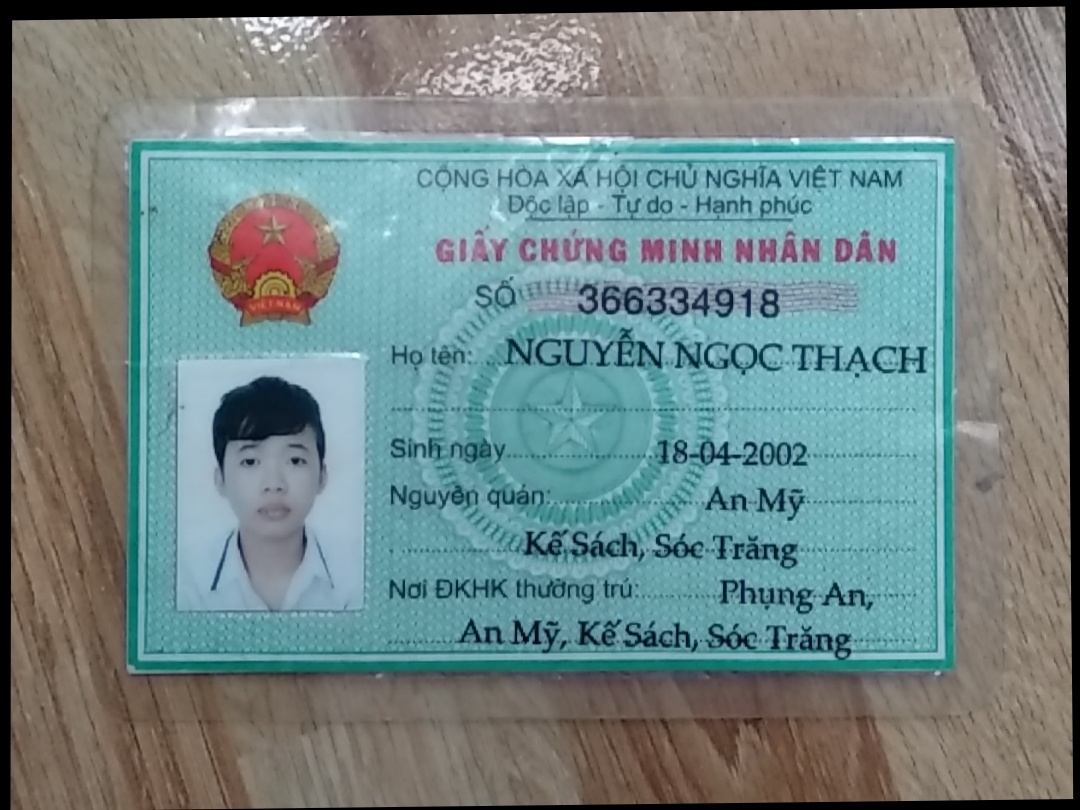 CỘNG HÒA XÃ HỘI CHỦ NGHĨA VIỆT NAM
Độc lập - Tự do - Hạnh phúc
GIẤY CHỨNG MINH NHÂN DÂN
SỐ 366334918
VIỆT NAM
Họ tên: NGUYỄN NGỌC THẠCH
Sinh ngày 18-04-2002
Nguyên quán: An Mỹ
Kế Sách, Sóc Trăng
Nơi ĐKHK thường trú: Phụng An,
An Mỹ, Kế Sách, Sóc Trăng